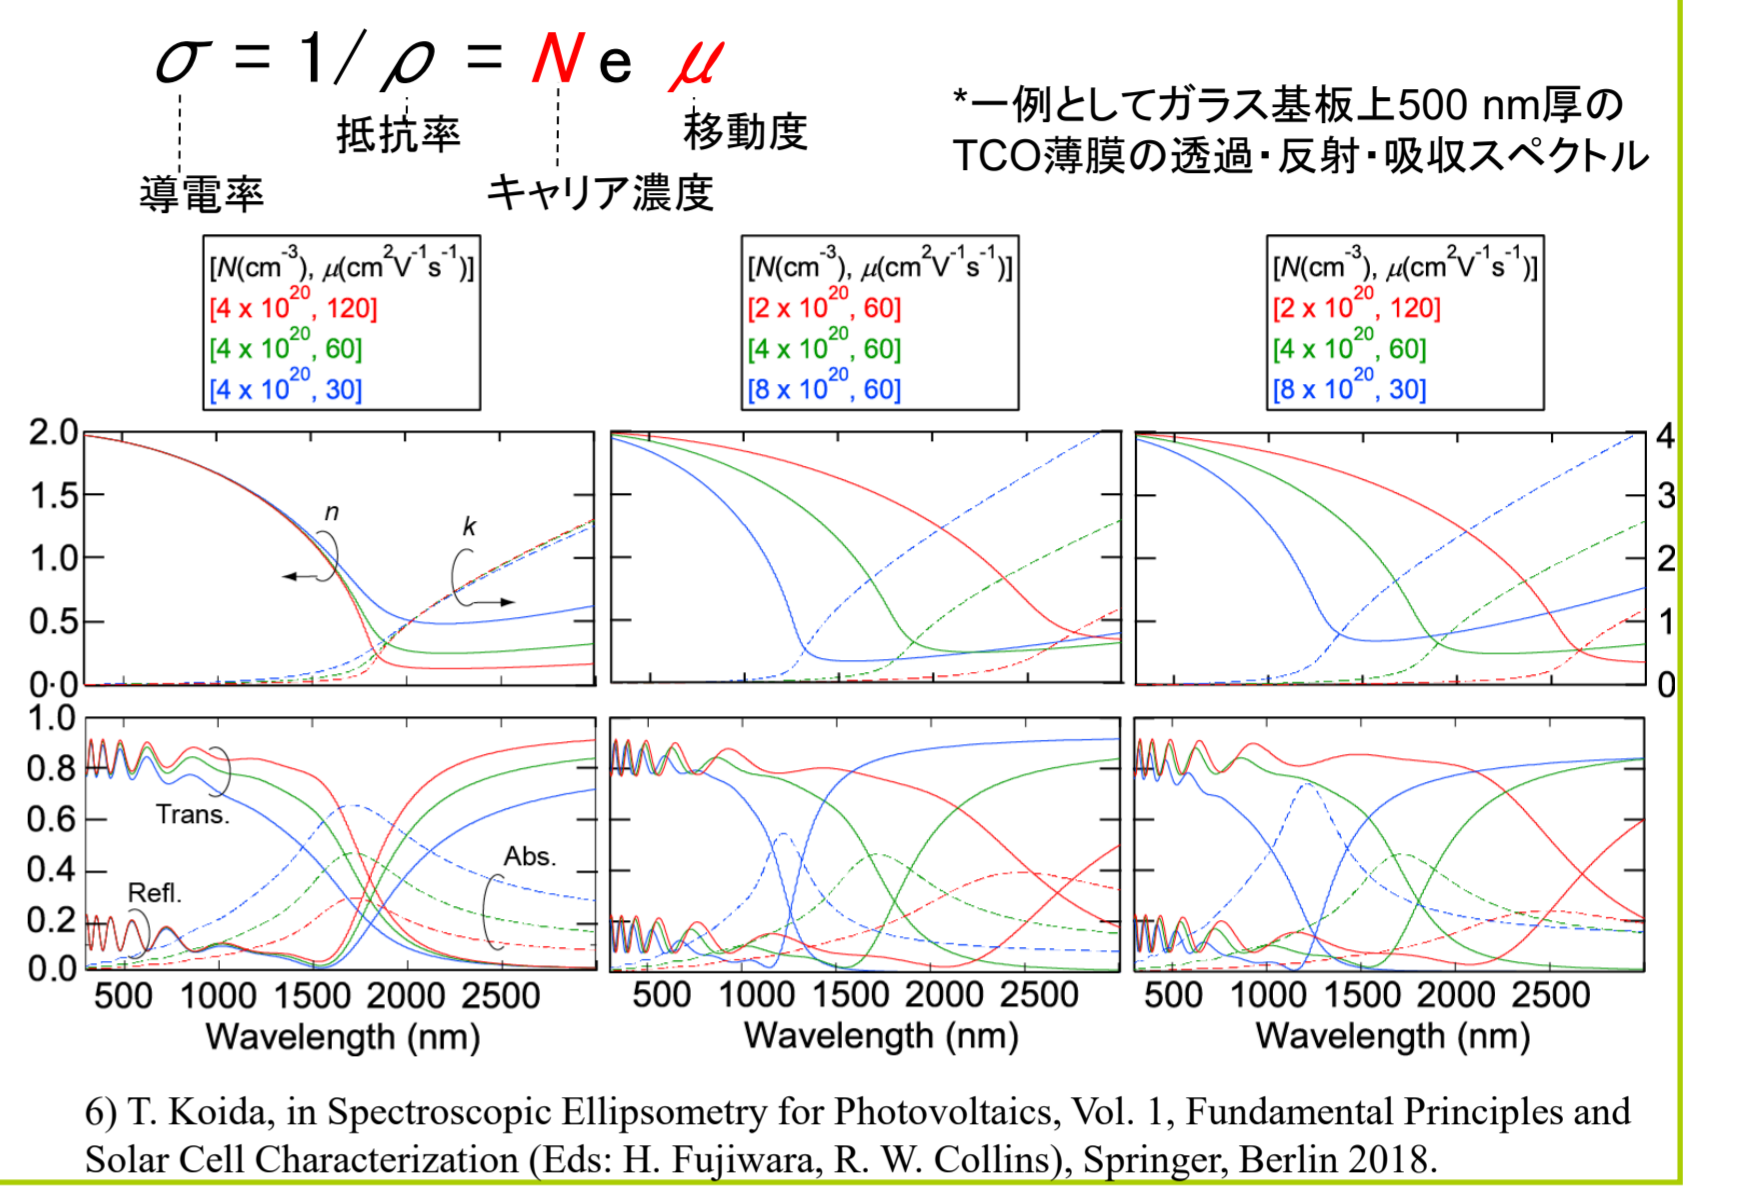 σ = 1/ρ = N e μ
抵抗率
移動度
導電率
キャリア濃度
*一例としてガラス基板上500 nm厚の
TCO薄膜の透過・反射・吸収スペクトル
[N(cm⁻³), μ(cm²V⁻¹s⁻¹)]
[4 x 10²⁰, 120]
[4 x 10²⁰, 60]
[4 x 10²⁰, 30]
[N(cm⁻³), μ(cm²V⁻¹s⁻¹)]
[2 x 10²⁰, 60]
[4 x 10²⁰, 60]
[8 x 10²⁰, 60]
[N(cm⁻³), μ(cm²V⁻¹s⁻¹)]
[2 x 10²⁰, 120]
[4 x 10²⁰, 60]
[8 x 10²⁰, 30]
2.0
1.5
1.0
0.5
0.0
n
k
4
3
2
1
0
1.0
0.8
0.6
0.4
0.2
0.0
Trans.
Refl.
Abs.
500 1000 1500 2000 2500
Wavelength (nm)
500 1000 1500 2000 2500
Wavelength (nm)
500 1000 1500 2000 2500
Wavelength (nm)
6) T. Koida, in Spectroscopic Ellipsometry for Photovoltaics, Vol. 1, Fundamental Principles and
Solar Cell Characterization (Eds: H. Fujiwara, R. W. Collins), Springer, Berlin 2018.